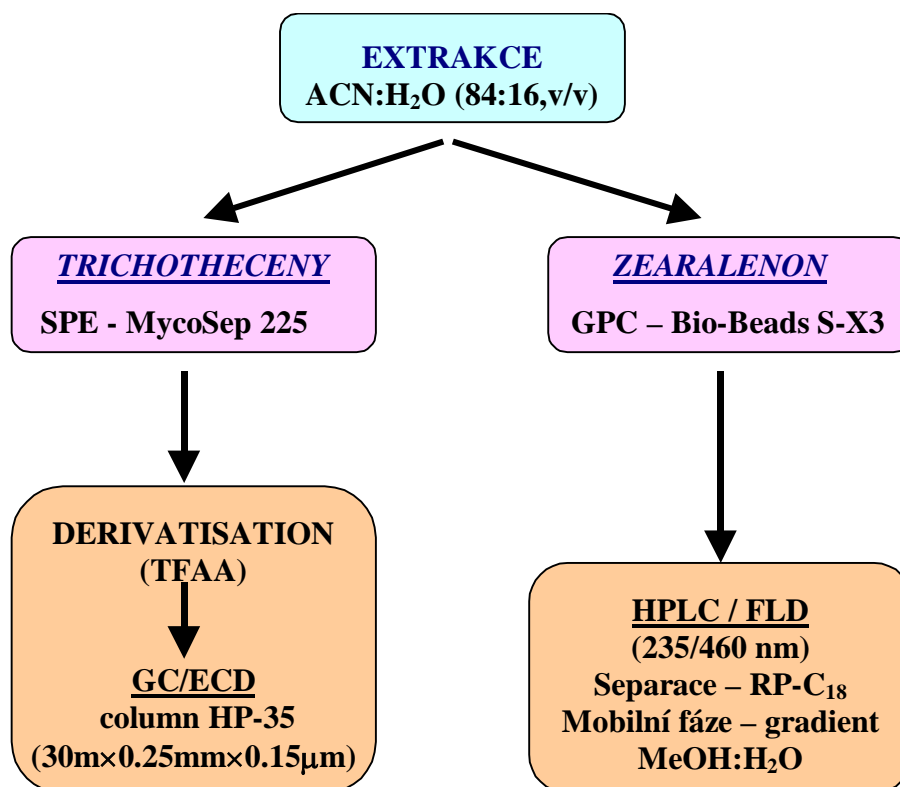 EXTRAKCE
ACN:H₂O (84:16,v/v)
TRICHOTHECENY
SPE - MycoSep 225
ZEARALENON
GPC – Bio-Beads S-X3
DERIVATISATION
(TFAA)
GC/ECD
column HP-35
(30m×0.25mm×0.15μm)
HPLC / FLD
(235/460 nm)
Separace – RP-C₁₈
Mobilní fáze – gradient
MeOH:H₂O